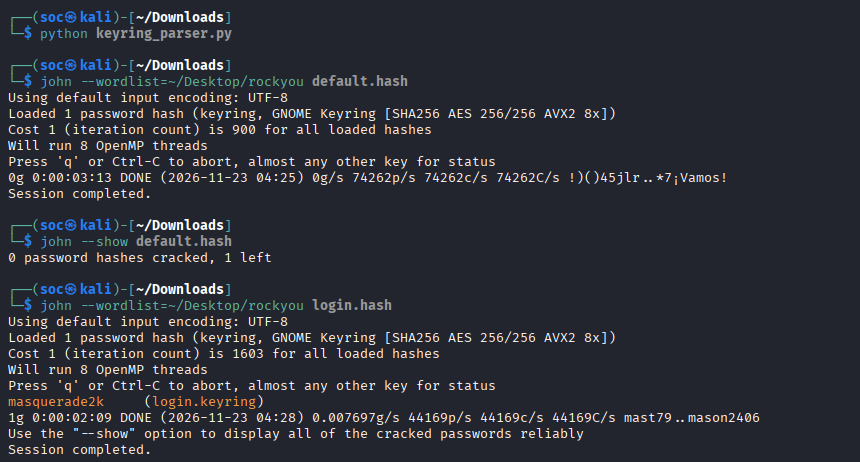 ┌──(soc㉿kali)-[~/Downloads]
└─$ python keyring_parser.py
┌──(soc㉿kali)-[~/Downloads]
└─$ john --wordlist=~/Desktop/rockyou default.hash
Using default input encoding: UTF-8
Loaded 1 password hash (keyring, GNOME Keyring [SHA256 AES 256/256 AVX2 8x])
Cost 1 (iteration count) is 900 for all loaded hashes
Will run 8 OpenMP threads
Press 'q' or Ctrl-C to abort, almost any other key for status
0g 0:00:03:13 DONE (2026-11-23 04:25) 0g/s 74262p/s 74262c/s 74262C/s !)()45jlr..*7¡Vamos!
Session completed.
┌──(soc㉿kali)-[~/Downloads]
└─$ john --show default.hash
0 password hashes cracked, 1 left
┌──(soc㉿kali)-[~/Downloads]
└─$ john --wordlist=~/Desktop/rockyou login.hash
Using default input encoding: UTF-8
Loaded 1 password hash (keyring, GNOME Keyring [SHA256 AES 256/256 AVX2 8x])
Cost 1 (iteration count) is 1603 for all loaded hashes
Will run 8 OpenMP threads
Press 'q' or Ctrl-C to abort, almost any other key for status
masquerade2k     (login.keyring)
1g 0:00:02:09 DONE (2026-11-23 04:28) 0.007697g/s 44169p/s 44169c/s 44169C/s mast79..mason2406
Use the "--show" option to display all of the cracked passwords reliably
Session completed.